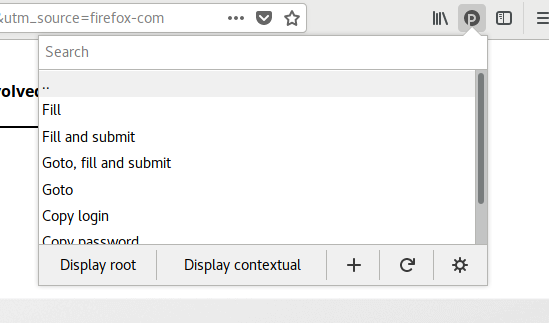 &utm_source=firefox-com
Search
volved
..
Fill
Fill and submit
Goto, fill and submit
Goto
Copy login
Copy password
Display root
Display contextual